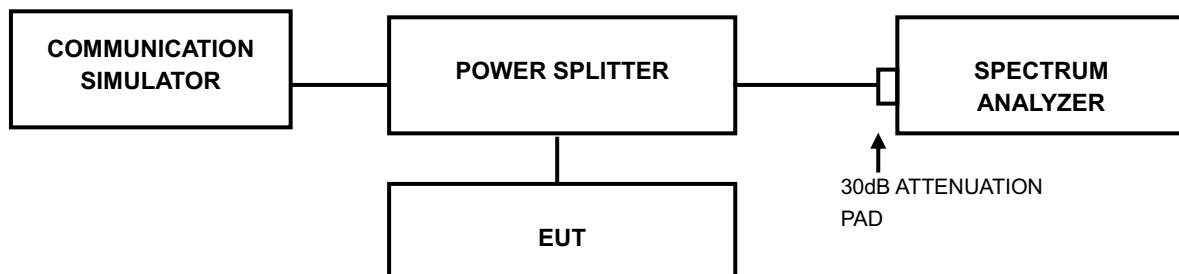 COMMUNICATION
SIMULATOR
POWER SPLITTER
SPECTRUM
ANALYZER
30dB ATTENUATION
PAD
EUT